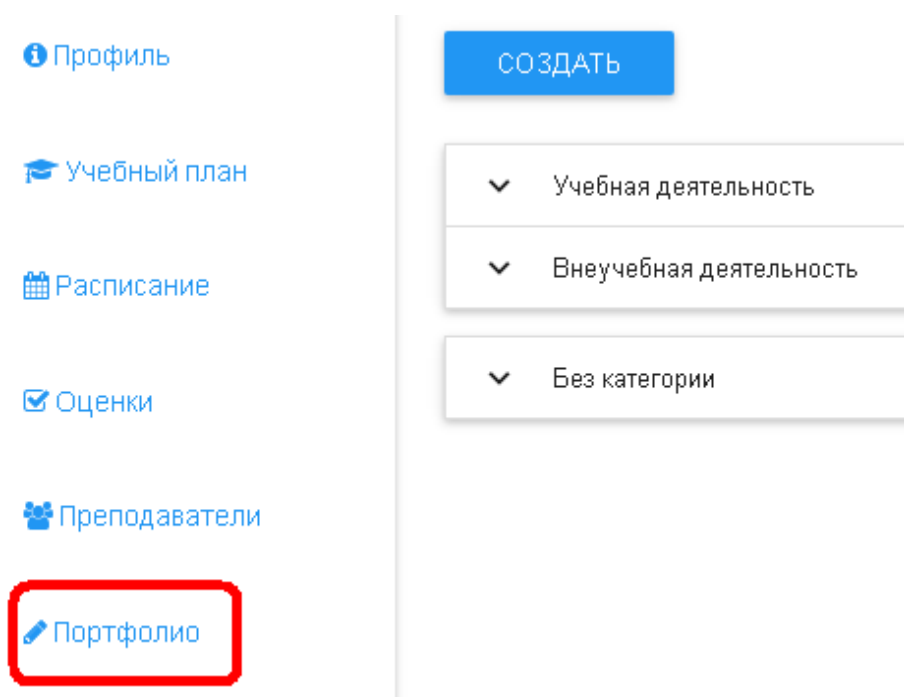 Профиль
Учебный план
Расписание
Оценки
Преподаватели
Портфолио
СОЗДАТЬ
Учебная деятельность
Внеучебная деятельность
Без категории